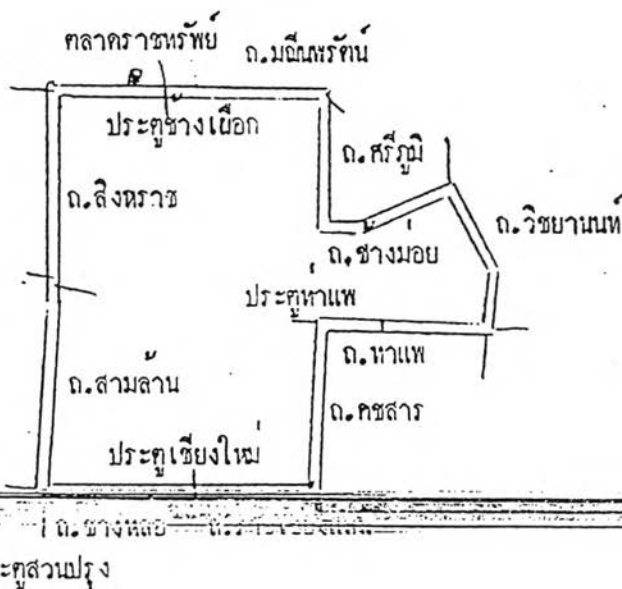 ตลาดราชทรัพย์
ถ.มณีนพรัตน์
ประตูช้างเผือก
ถ.ศรีภูมิ
ถ.สิงหราช
ถ.วิชยานนท์
ถ.ช่างม่อย
ประตูท่าแพ
ถ.ท่าแพ
ถ.สามล้าน
ถ.คชสาร
ประตูเชียงใหม่
ถ.ช่างหล่อ
ะตูสวนปรุง